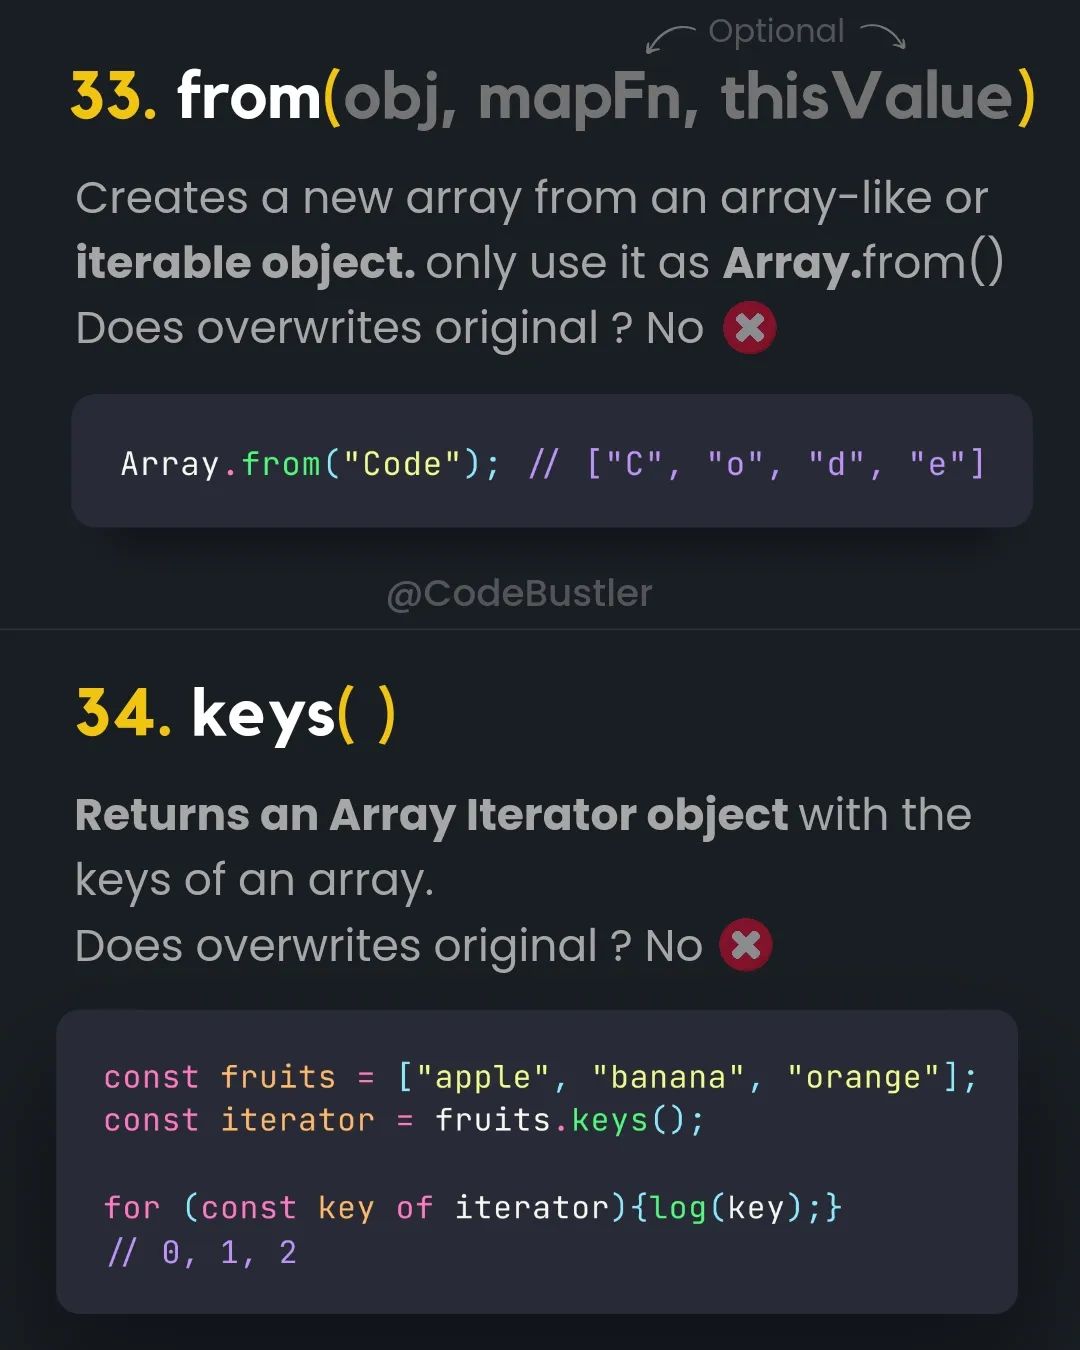 Optional
33. from(obj, mapFn, thisValue)
Creates a new array from an array-like or
iterable object. only use it as Array.from()
Does overwrites original ? No
Array.from("Code"); // ["C", "o", "d", "e"]
@CodeBustler
34. keys( )
Returns an Array Iterator object with the
keys of an array.
Does overwrites original ? No
const fruits = ["apple", "banana", "orange"];
const iterator = fruits.keys();
for (const key of iterator){log(key);}
// 0, 1, 2